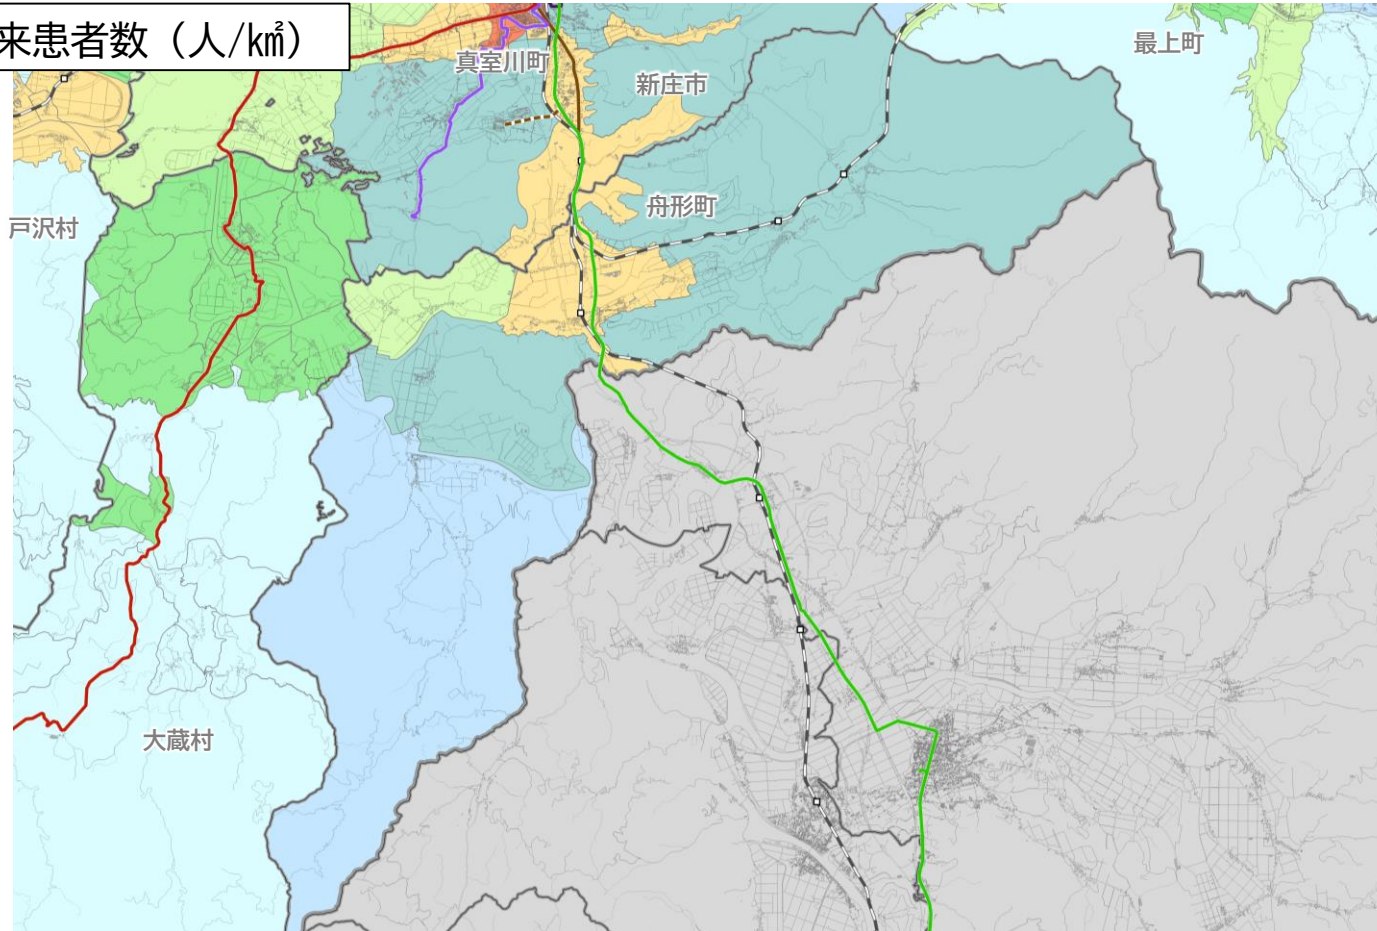 来患者数（人/㎢）
最上町
真室川町
新庄市
舟形町
戸沢村
大蔵村